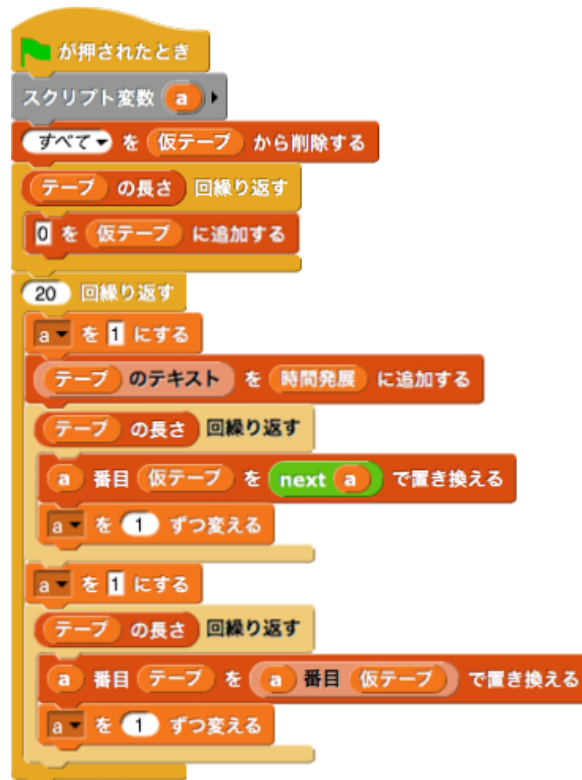 が押されたとき
スクリプト変数 a
すべて を 仮テープ から削除する
テープ の長さ 回繰り返す
0 を 仮テープ に追加する
20 回繰り返す
a を 1 にする
テープ のテキスト を 時間発展 に追加する
テープ の長さ 回繰り返す
a 番目 仮テープ を next a で置き換える
a を 1 ずつ変える
a を 1 にする
テープ の長さ 回繰り返す
a 番目 テープ を a 番目 仮テープ で置き換える
a を 1 ずつ変える